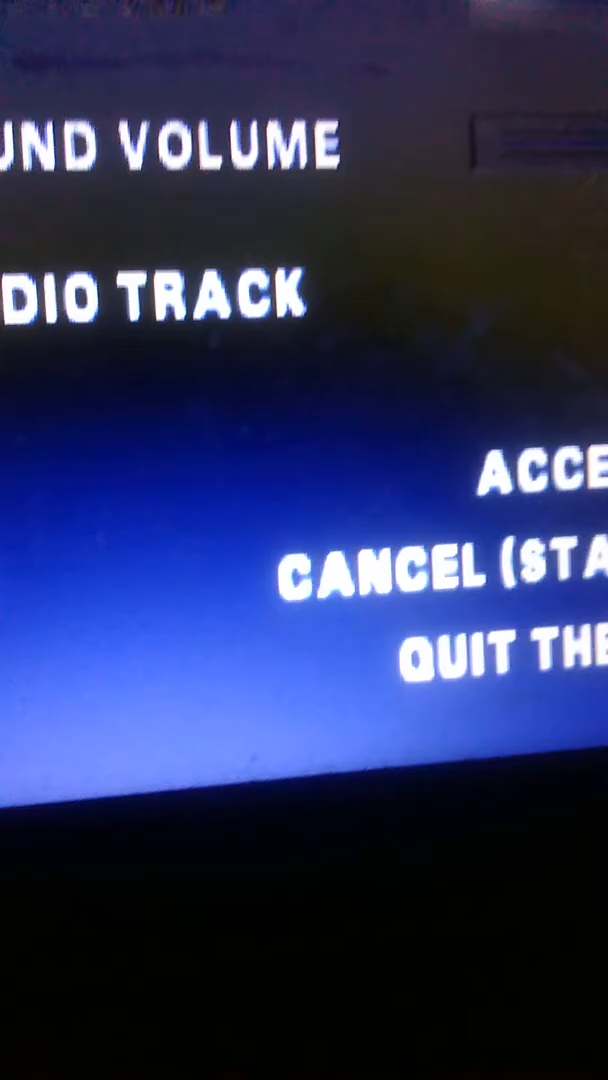 UND VOLUME
DIO TRACK
ACCE
CANCEL (STA
QUIT THE